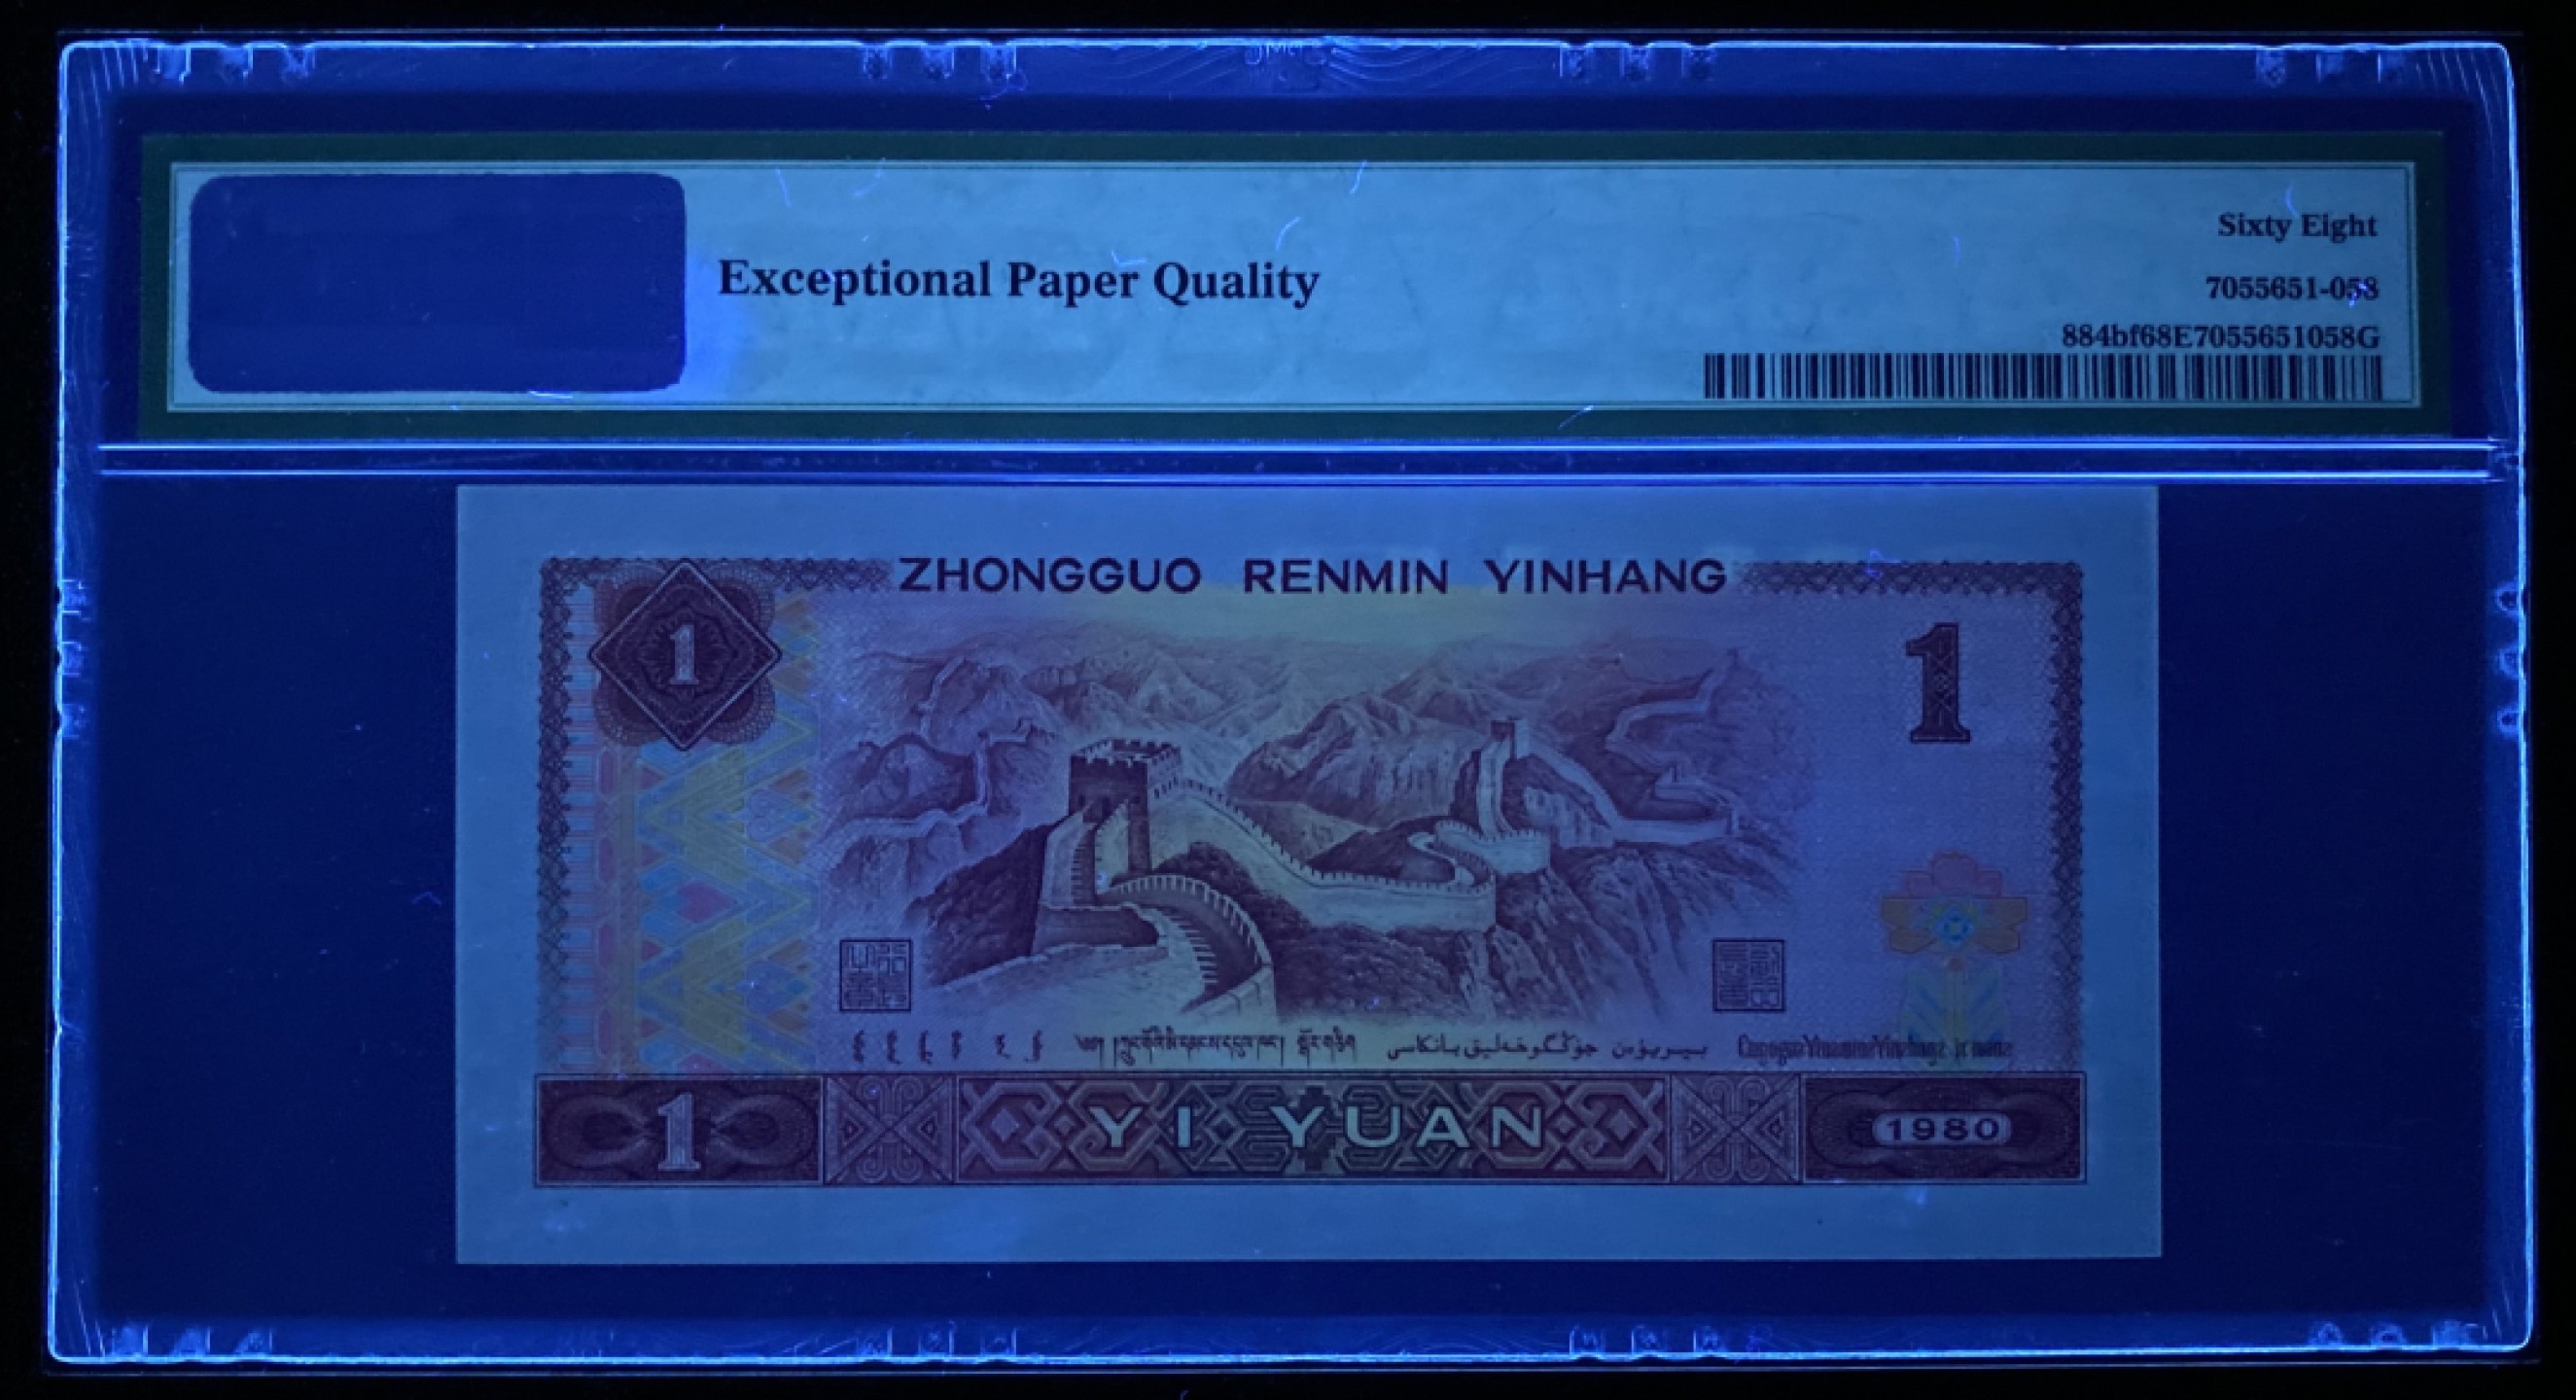 Sixty Eight
Exceptional Paper Quality
7055651-058
884bf68E7055651058G
ZHONGGUO RENMIN YINHANG
1
1
1
YI YUAN
1980